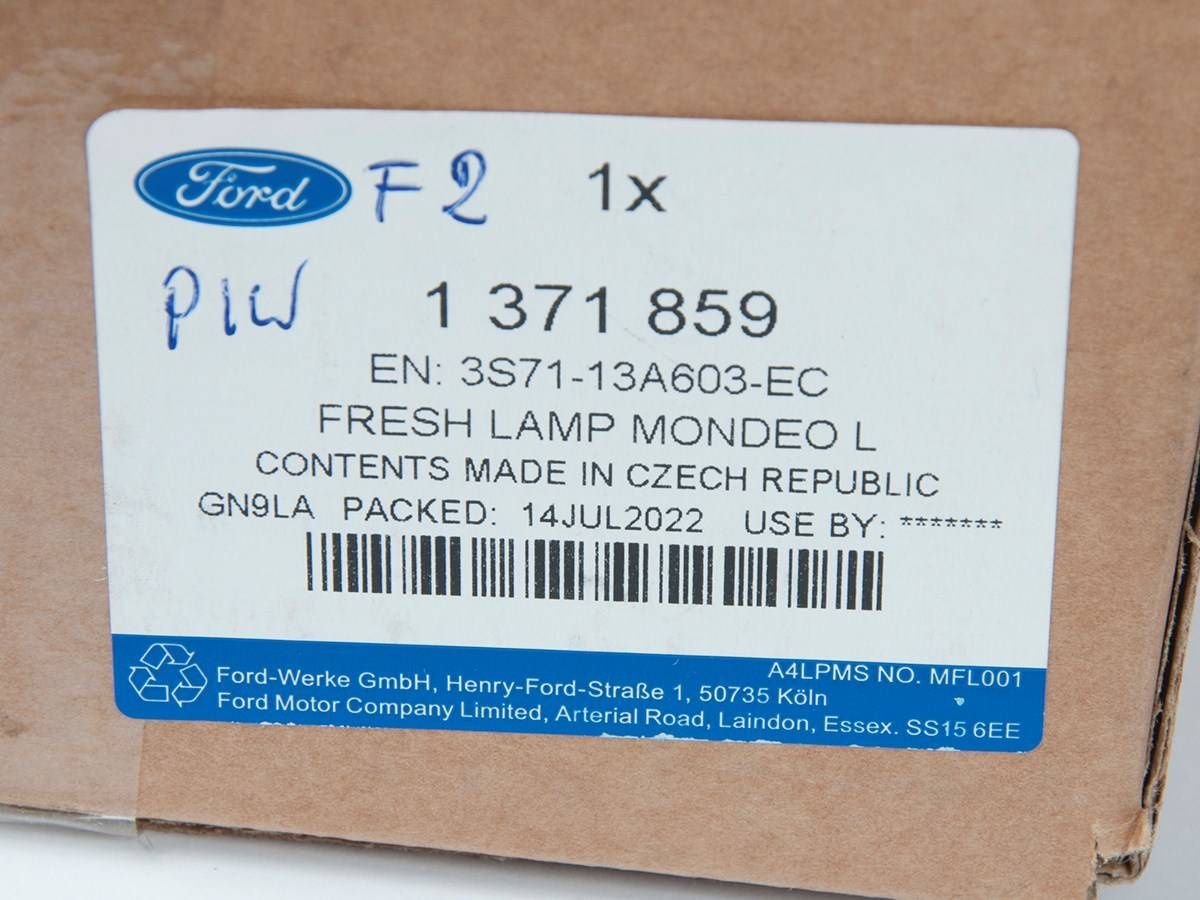 Ford F2 1x
PIW 1 371 859
EN: 3S71-13A603-EC
FRESH LAMP MONDEO L
CONTENTS MADE IN CZECH REPUBLIC
GN9LA PACKED: 14JUL2022 USE BY: *******
A4LPMS NO. MFL001
Ford-Werke GmbH, Henry-Ford-Straße 1, 50735 Köln
Ford Motor Company Limited, Arterial Road, Laindon, Essex. SS15 6EE